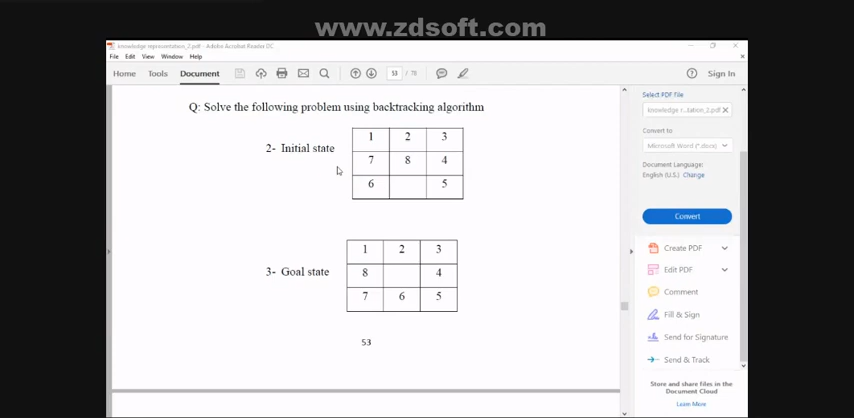 www.zdsoft.com
knowledge-representation_2.pdf - Adobe Acrobat Reader DC
File Edit View Window Help
Home Tools Document 53 / 78 Sign In
Q: Solve the following problem using backtracking algorithm
2- Initial state
1 2 3
7 8 4
6 5
3- Goal state
1 2 3
8 4
7 6 5
53
Select PDF File
knowledge r...tation_2.pdf
Convert to
Microsoft Word (*.docx)
Document Language:
English (U.S.) Change
Convert
Create PDF
Edit PDF
Comment
Fill & Sign
Send for Signature
Send & Track
Store and share files in the
Document Cloud
Learn More